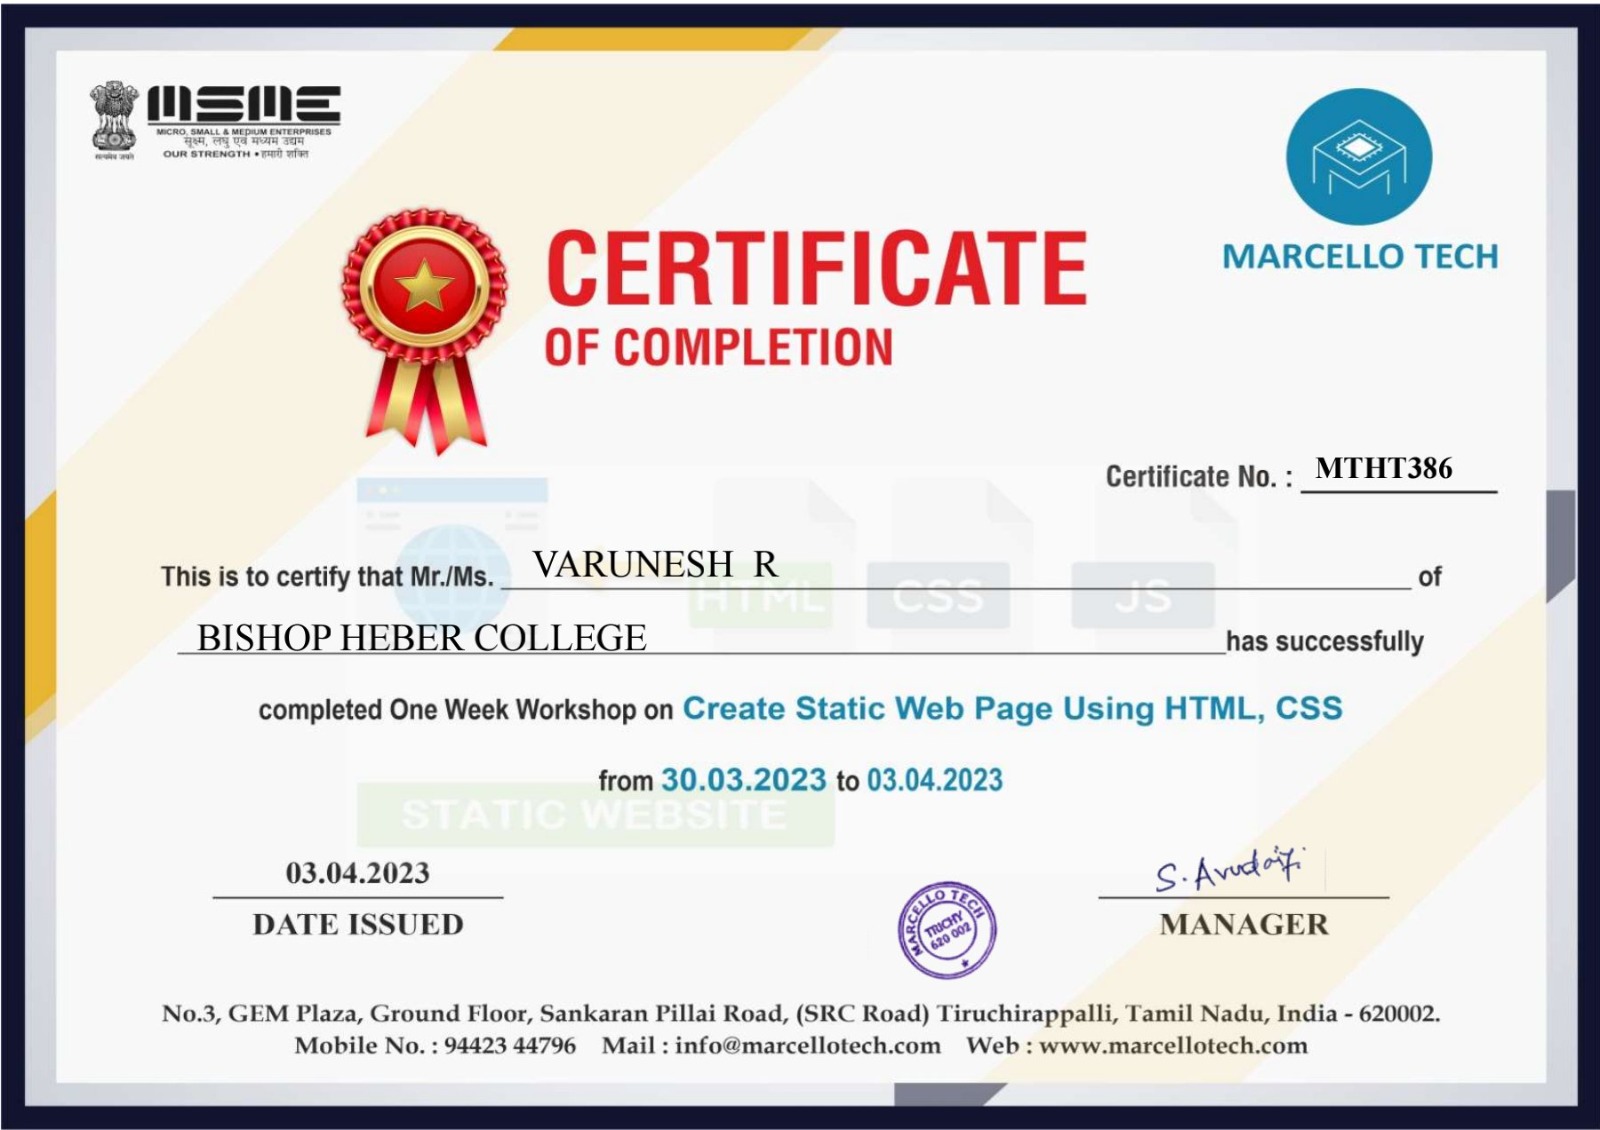 MSME
MICRO, SMALL & MEDIUM ENTERPRISES
सूक्ष्म, लघु एवं मध्यम उद्यम
OUR STRENGTH • हमारी शक्ति
सत्यमेव जयते
MARCELLO TECH
CERTIFICATE
OF COMPLETION
Certificate No. : MTHT386
This is to certify that Mr./Ms. VARUNESH R of
BISHOP HEBER COLLEGE has successfully
HTML CSS JS
completed One Week Workshop on Create Static Web Page Using HTML, CSS
from 30.03.2023 to 03.04.2023
STATIC WEBSITE
03.04.2023
DATE ISSUED
MARCELLO TECH
TRICHY
620 002
MANAGER
No.3, GEM Plaza, Ground Floor, Sankaran Pillai Road, (SRC Road) Tiruchirappalli, Tamil Nadu, India - 620002.
Mobile No. : 94423 44796 Mail : info@marcellotech.com Web : www.marcellotech.com